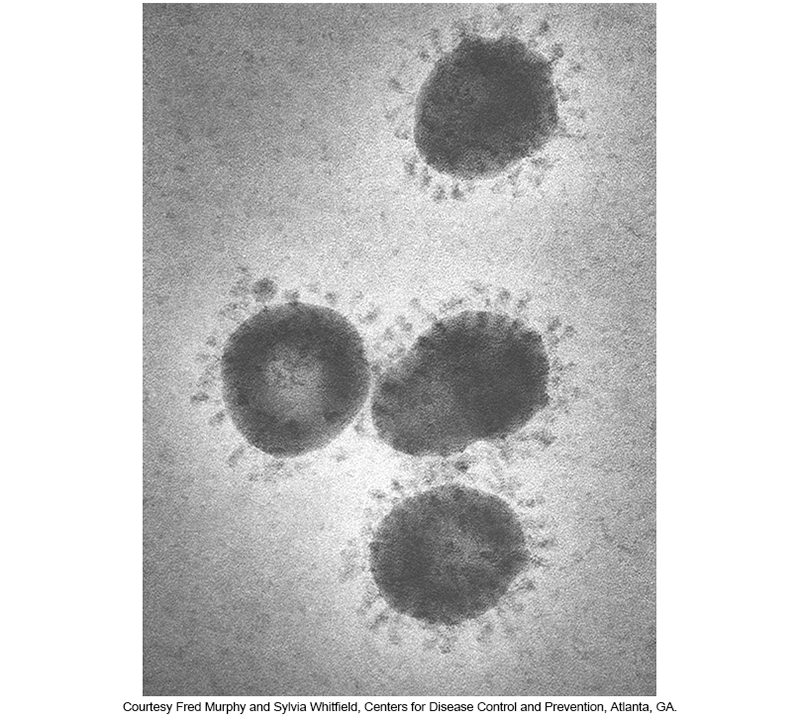 Courtesy Fred Murphy and Sylvia Whitfield, Centers for Disease Control and Prevention, Atlanta, GA.